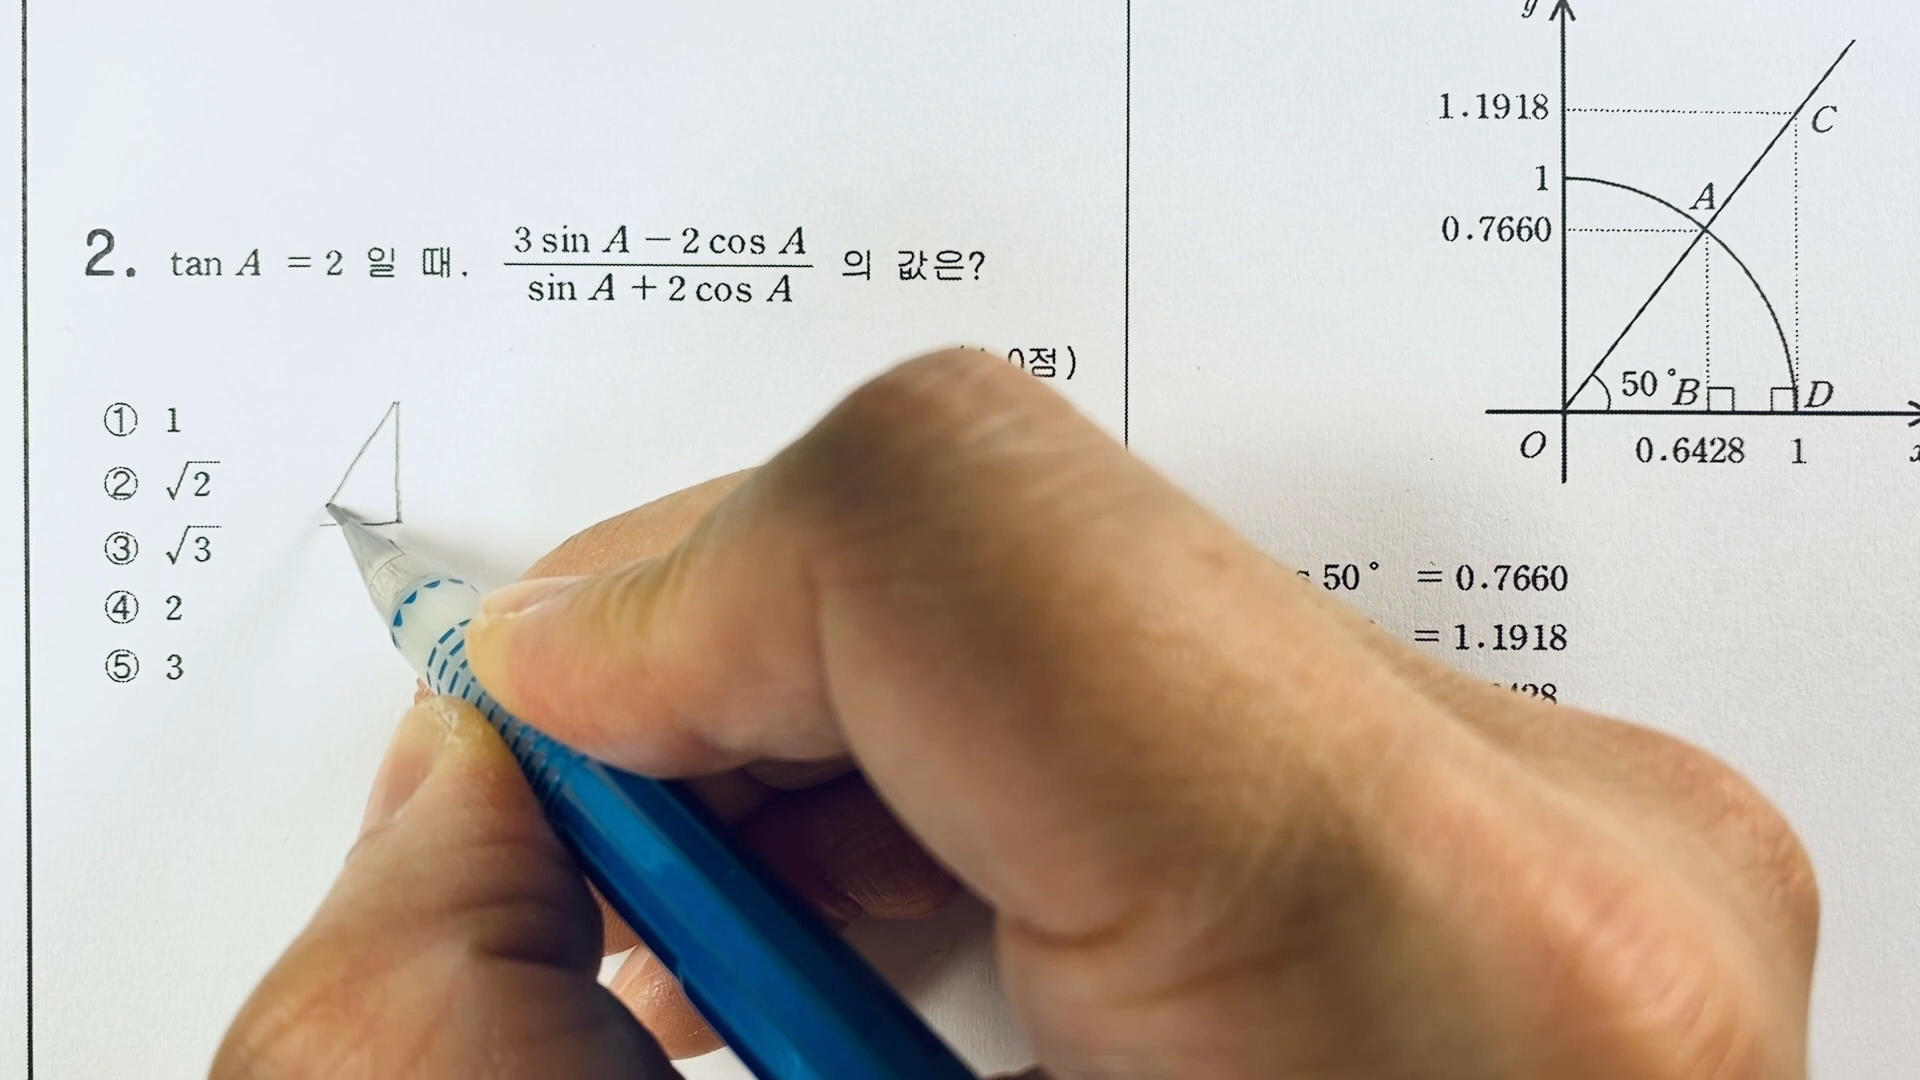 2. tan A = 2 일 때. (3 sin A − 2 cos A)/(sin A + 2 cos A) 의 값은?
0점)
① 1
② √2
③ √3
④ 2
⑤ 3
y
1.1918
C
1
A
0.7660
50° B D
O 0.6428 1
50° = 0.7660
= 1.1918